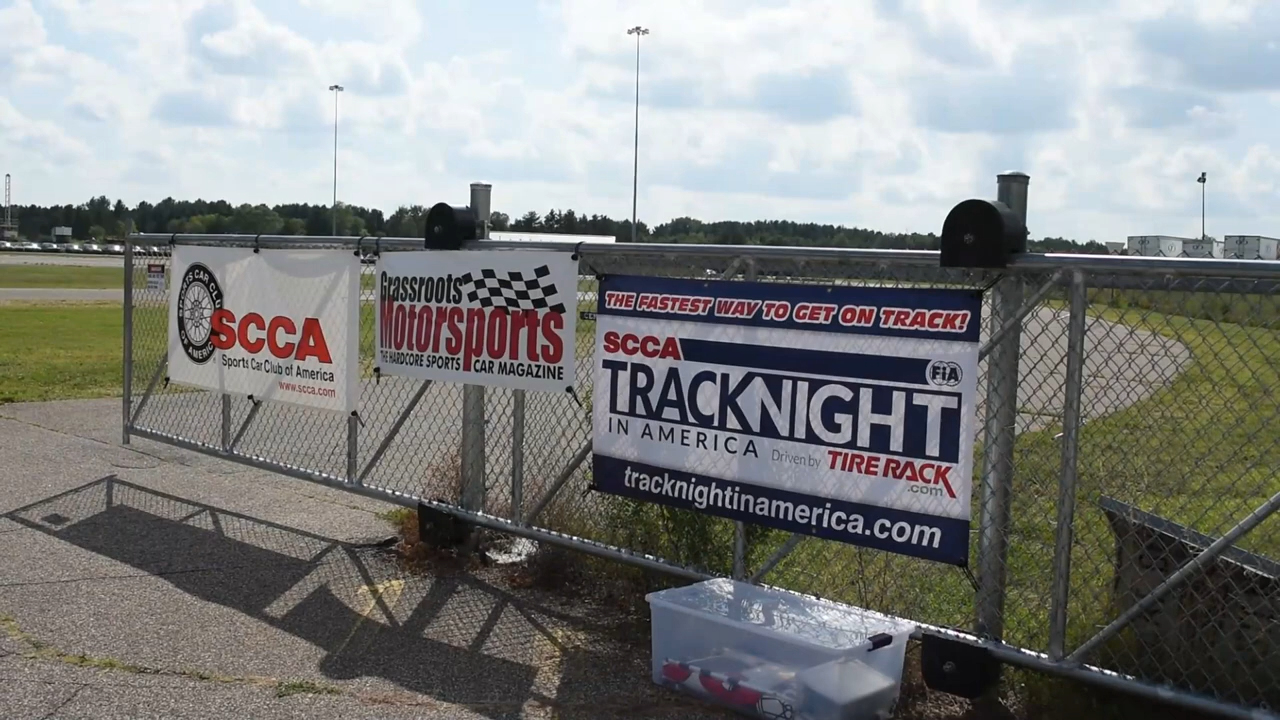 SPORTS CAR CLUB
OF AMERICA
SCCA
Sports Car Club of America
www.scca.com
Grassroots
Motorsports
THE HARDCORE SPORTS CAR MAGAZINE
THE FASTEST WAY TO GET ON TRACK!
SCCA
FIA
TRACKNIGHT
IN AMERICA
Driven by TIRE RACK
.com
tracknightinamerica.com